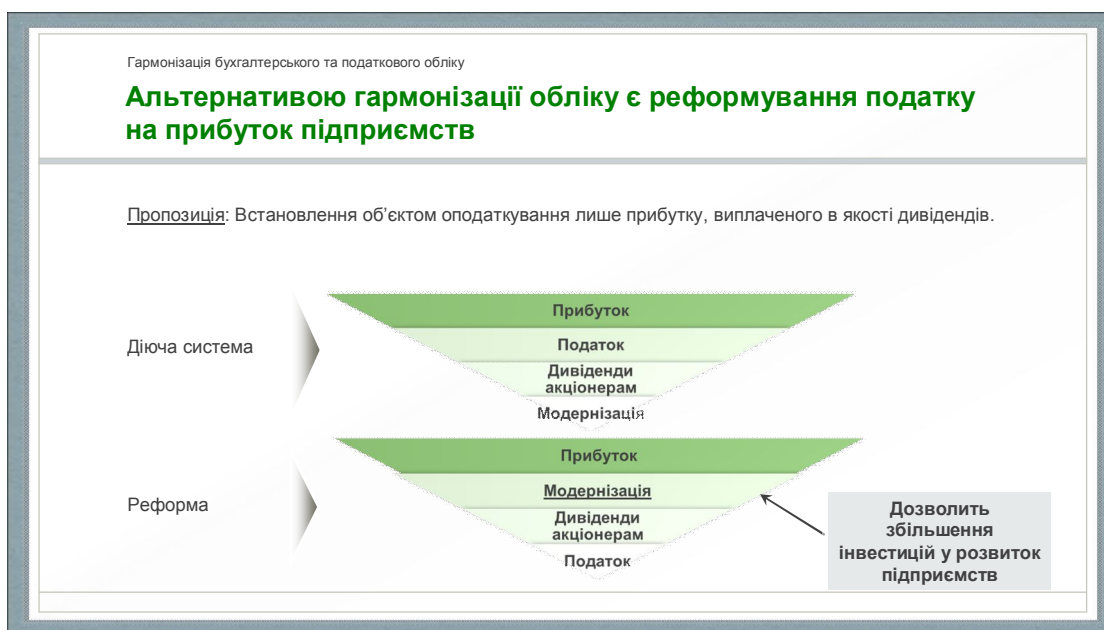 Гармонізація бухгалтерського та податкового обліку
Альтернативою гармонізації обліку є реформування податку
на прибуток підприємств
Пропозиція: Встановлення об’єктом оподаткування лише прибутку, виплаченого в якості дивідендів.
Діюча система
Прибуток
Податок
Дивіденди
акціонерам
Модернізація
Реформа
Прибуток
Модернізація
Дивіденди
акціонерам
Податок
Дозволить
збільшення
інвестицій у розвиток
підприємств